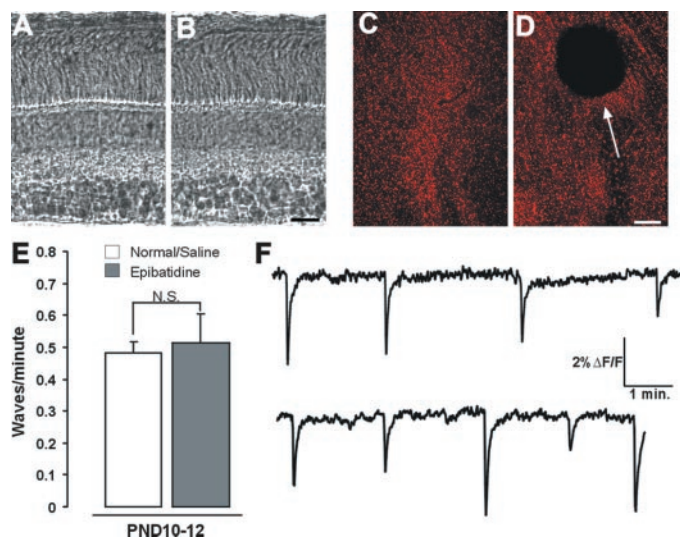 A
B
C
D
E
0.8
0.7
0.6
0.5
0.4
0.3
0.2
0.1
0
Waves/minute
Normal/Saline
Epibatidine
N.S.
PND10-12
F
2% ΔF/F
1 min.